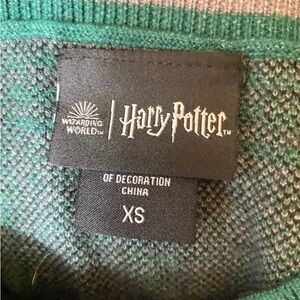 WIZARDING
WORLD
Harry Potter
OF DECORATION
CHINA
XS